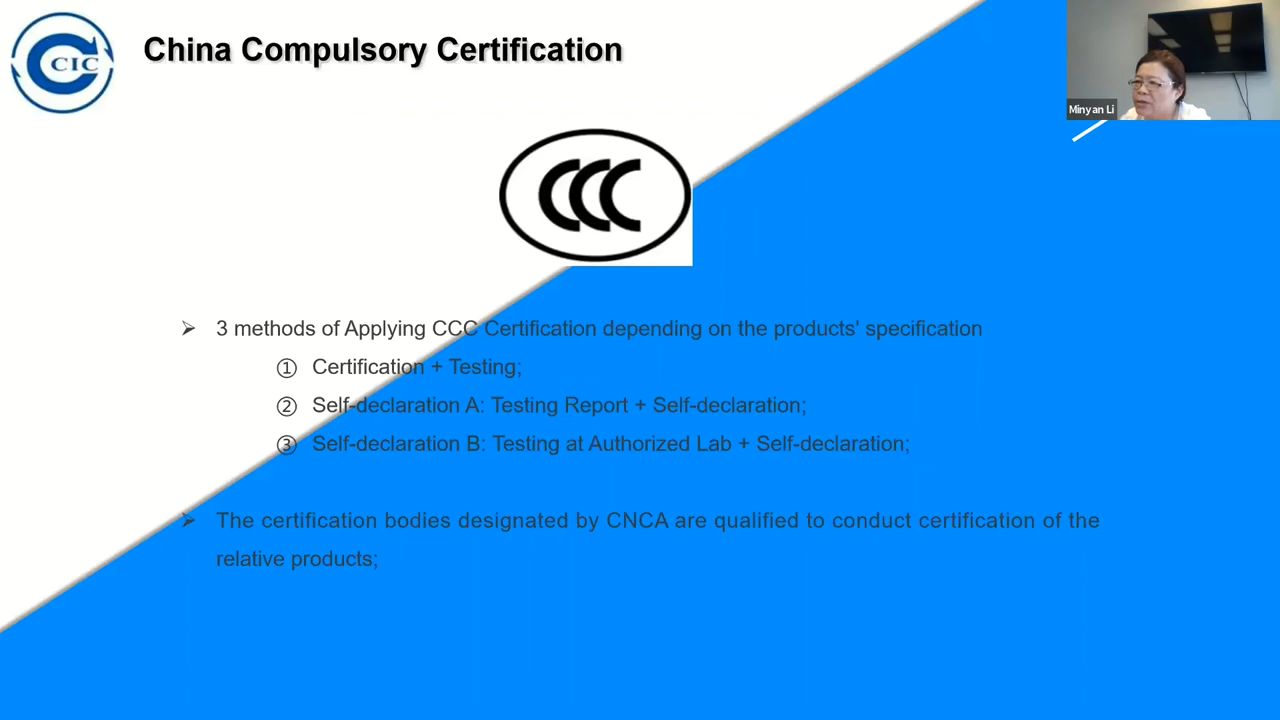 CCIC
China Compulsory Certification
Minyan Li
CCC
➢ 3 methods of Applying CCC Certification depending on the products' specification
① Certification + Testing;
② Self-declaration A: Testing Report + Self-declaration;
③ Self-declaration B: Testing at Authorized Lab + Self-declaration;
➢ The certification bodies designated by CNCA are qualified to conduct certification of the
relative products;